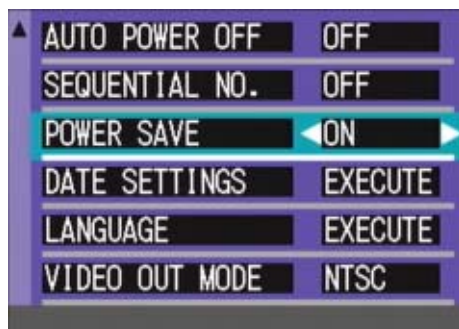 AUTO POWER OFF OFF
SEQUENTIAL NO. OFF
POWER SAVE ON
DATE SETTINGS EXECUTE
LANGUAGE EXECUTE
VIDEO OUT MODE NTSC